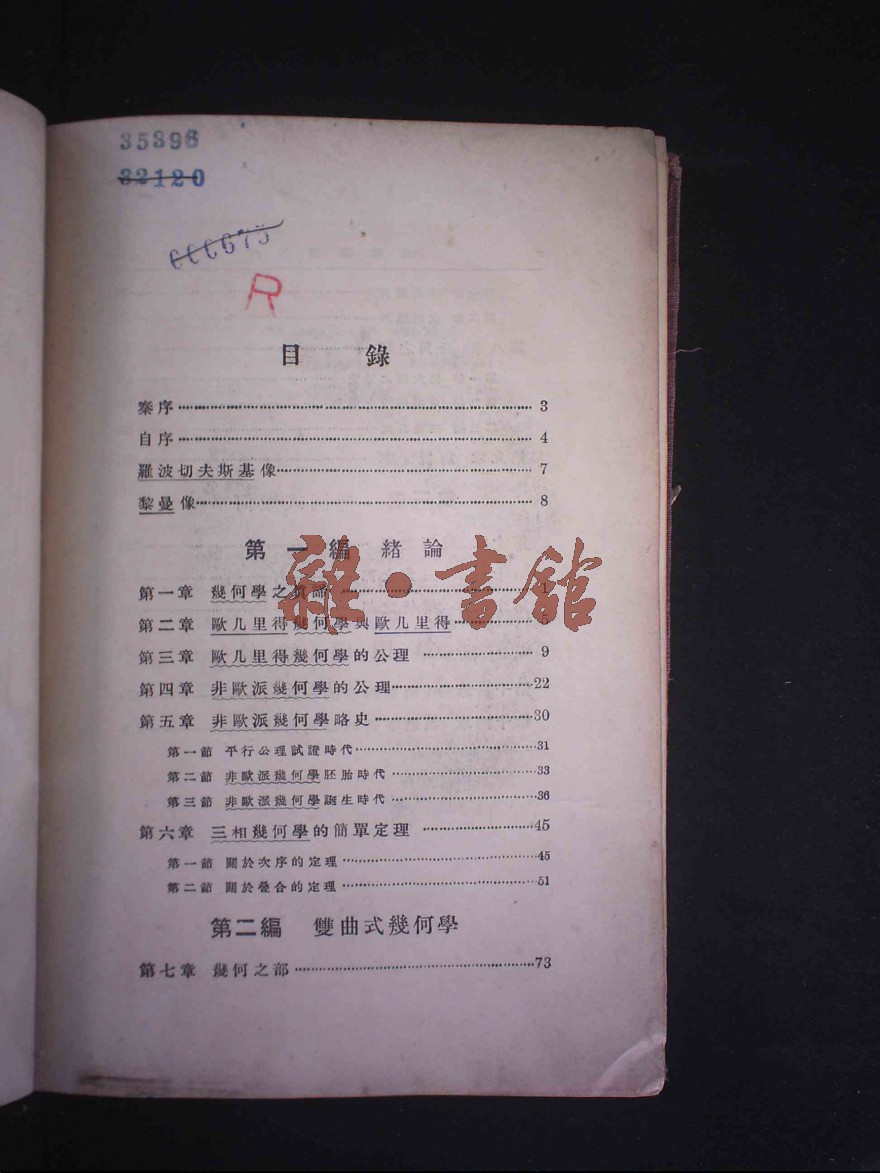 35396
32120
666675
R
目錄
秦序 3
自序 4
羅波切夫斯基像 7
黎曼像 8
第一編 緒論
第一章 幾何學之真諦 1
第二章 歐几里得幾何學與歐几里得 5
第三章 歐几里得幾何學的公理 9
第四章 非歐派幾何學的公理 22
第五章 非歐派幾何學略史 30
第一節 平行公理試證時代 31
第二節 非歐派幾何學胚胎時代 33
第三節 非歐派幾何學誕生時代 36
第六章 三相幾何學的簡單定理 45
第一節 關於次序的定理 45
第二節 關於疊合的定理 51
第二編 雙曲式幾何學
第七章 幾何之部 73
雜·書館